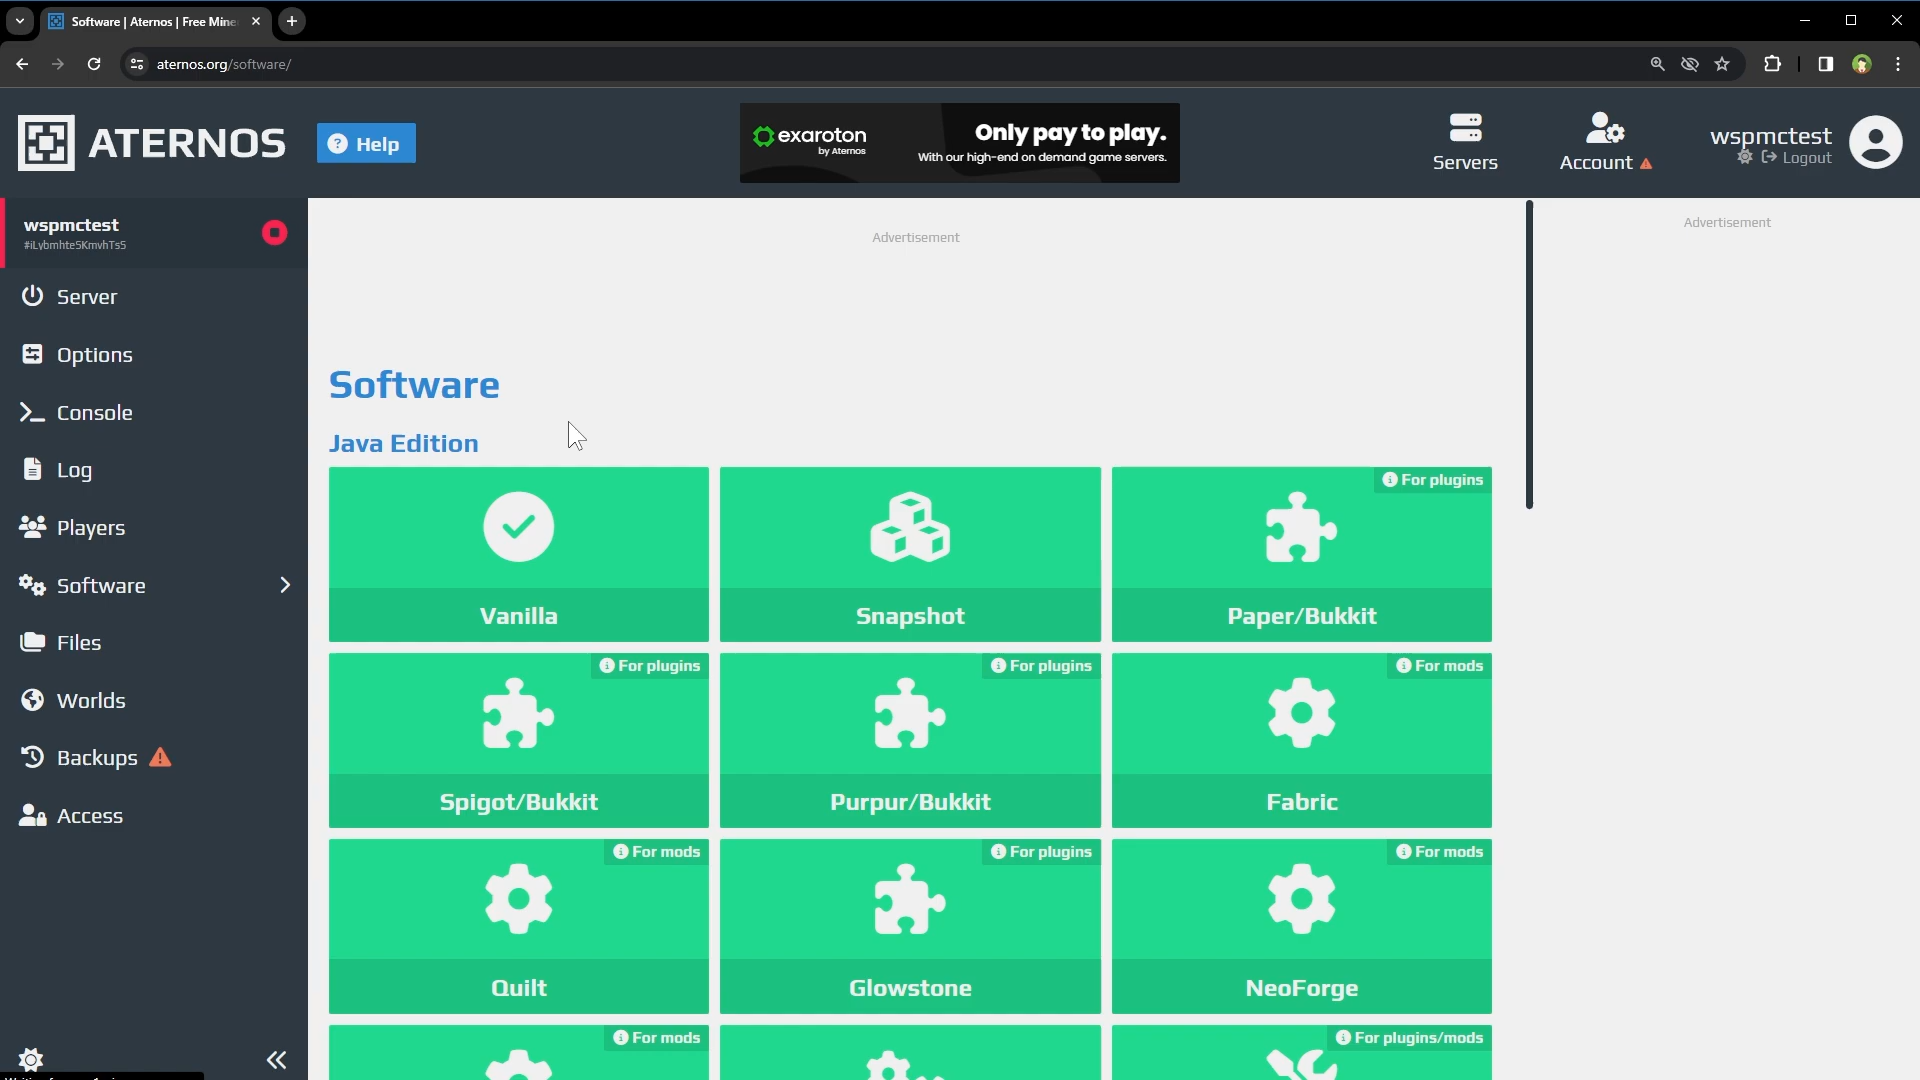 Software | Aternos | Free Mine
aternos.org/software/
ATERNOS
? Help
exaroton
by Aternos
Only pay to play.
With our high-end on demand game servers.
Servers
Account
wspmctest
Logout
wspmctest
#iLybmhte5KmvhTsS
Server
Options
Console
Log
Players
Software
Files
Worlds
Backups
Access
Advertisement
Advertisement
Software
Java Edition
Vanilla
Snapshot
For plugins
Paper/Bukkit
For plugins
Spigot/Bukkit
For plugins
Purpur/Bukkit
For mods
Fabric
For mods
Quilt
For plugins
Glowstone
For mods
NeoForge
For mods
For plugins/mods